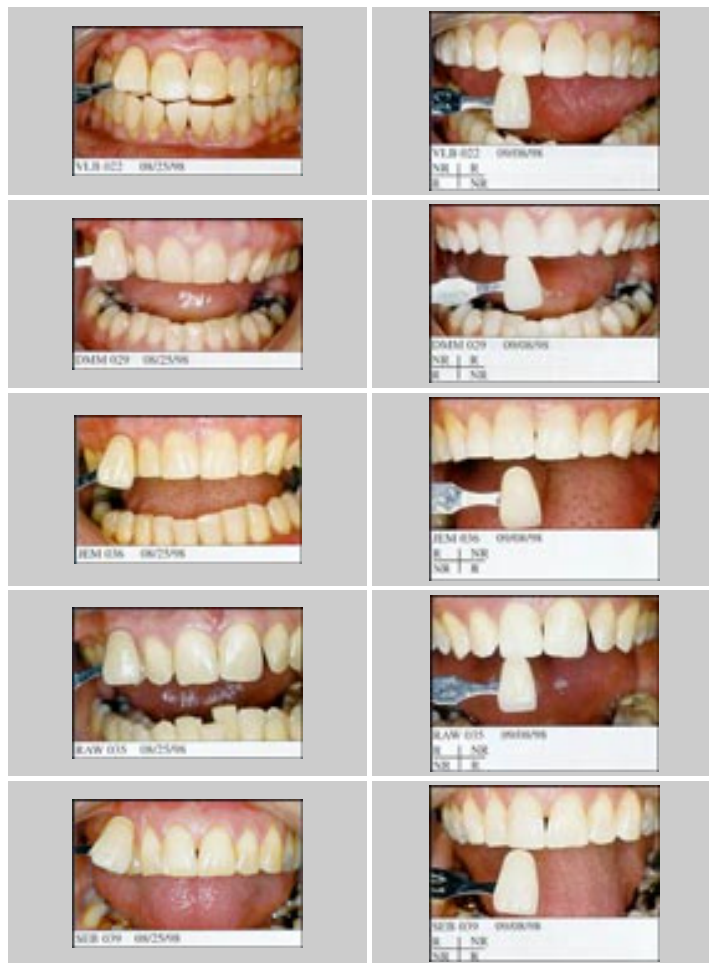 VLB 022 08/25/98
VLB 022 09/08/98
NR | R
R | NR
DMM 029 08/25/98
DMM 029 09/08/98
NR | R
R | NR
JEM 036 08/25/98
JEM 036 09/08/98
R | NR
NR | R
RAW 035 08/25/98
RAW 035 09/08/98
R | NR
NR | R
SEB 039 08/25/98
SEB 039 09/08/98
R | NR
NR | R